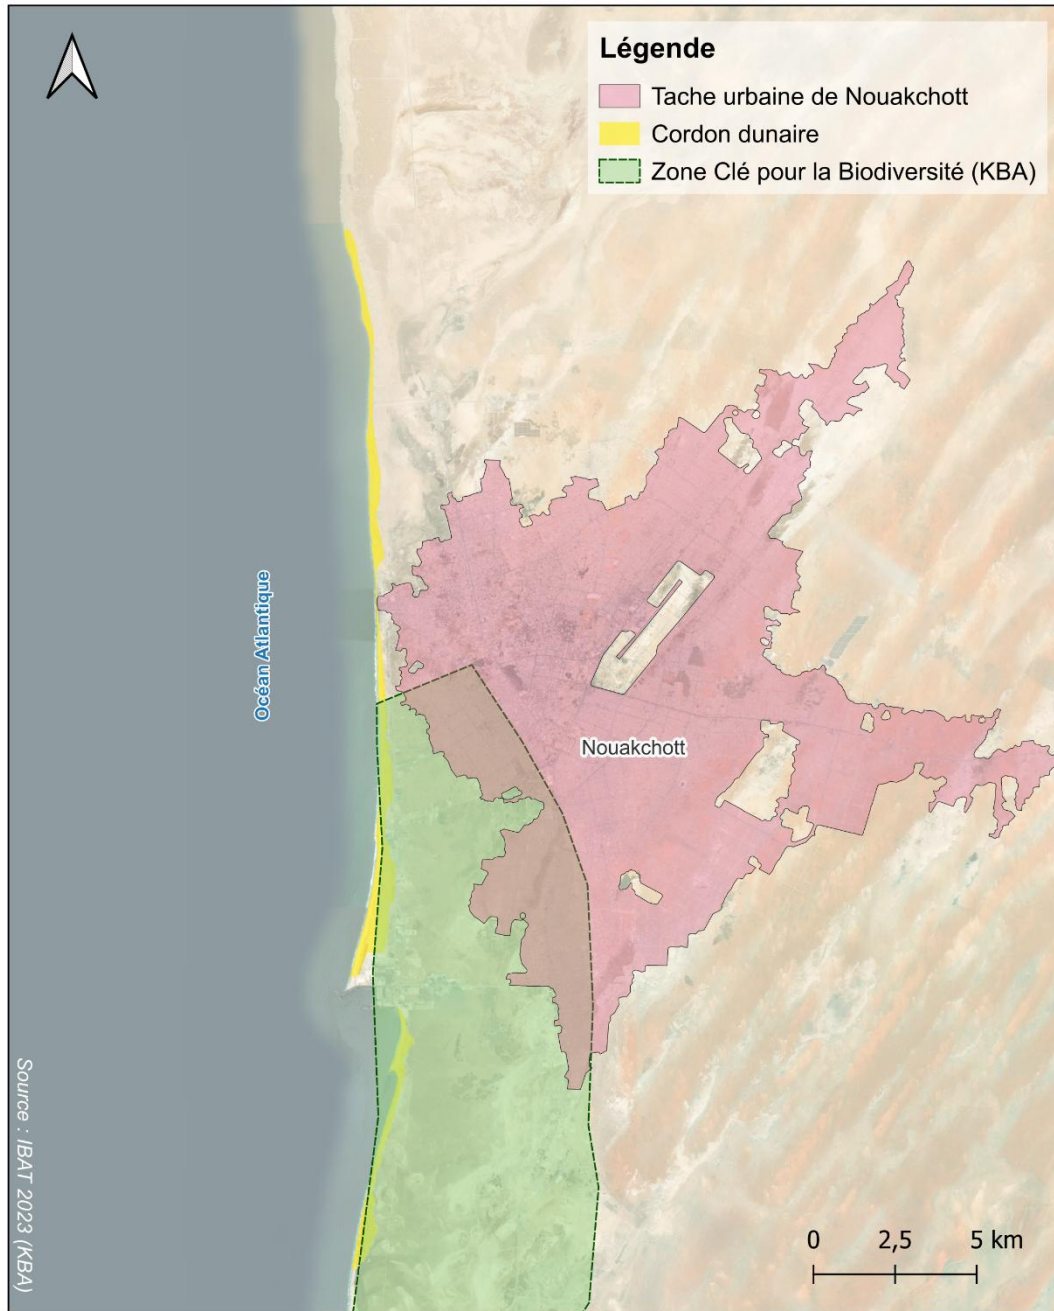 Légende
Tache urbaine de Nouakchott
Cordon dunaire
Zone Clé pour la Biodiversité (KBA)
Océan Atlantique
Nouakchott
Source : IBAT 2023 (KBA)
0 2,5 5 km